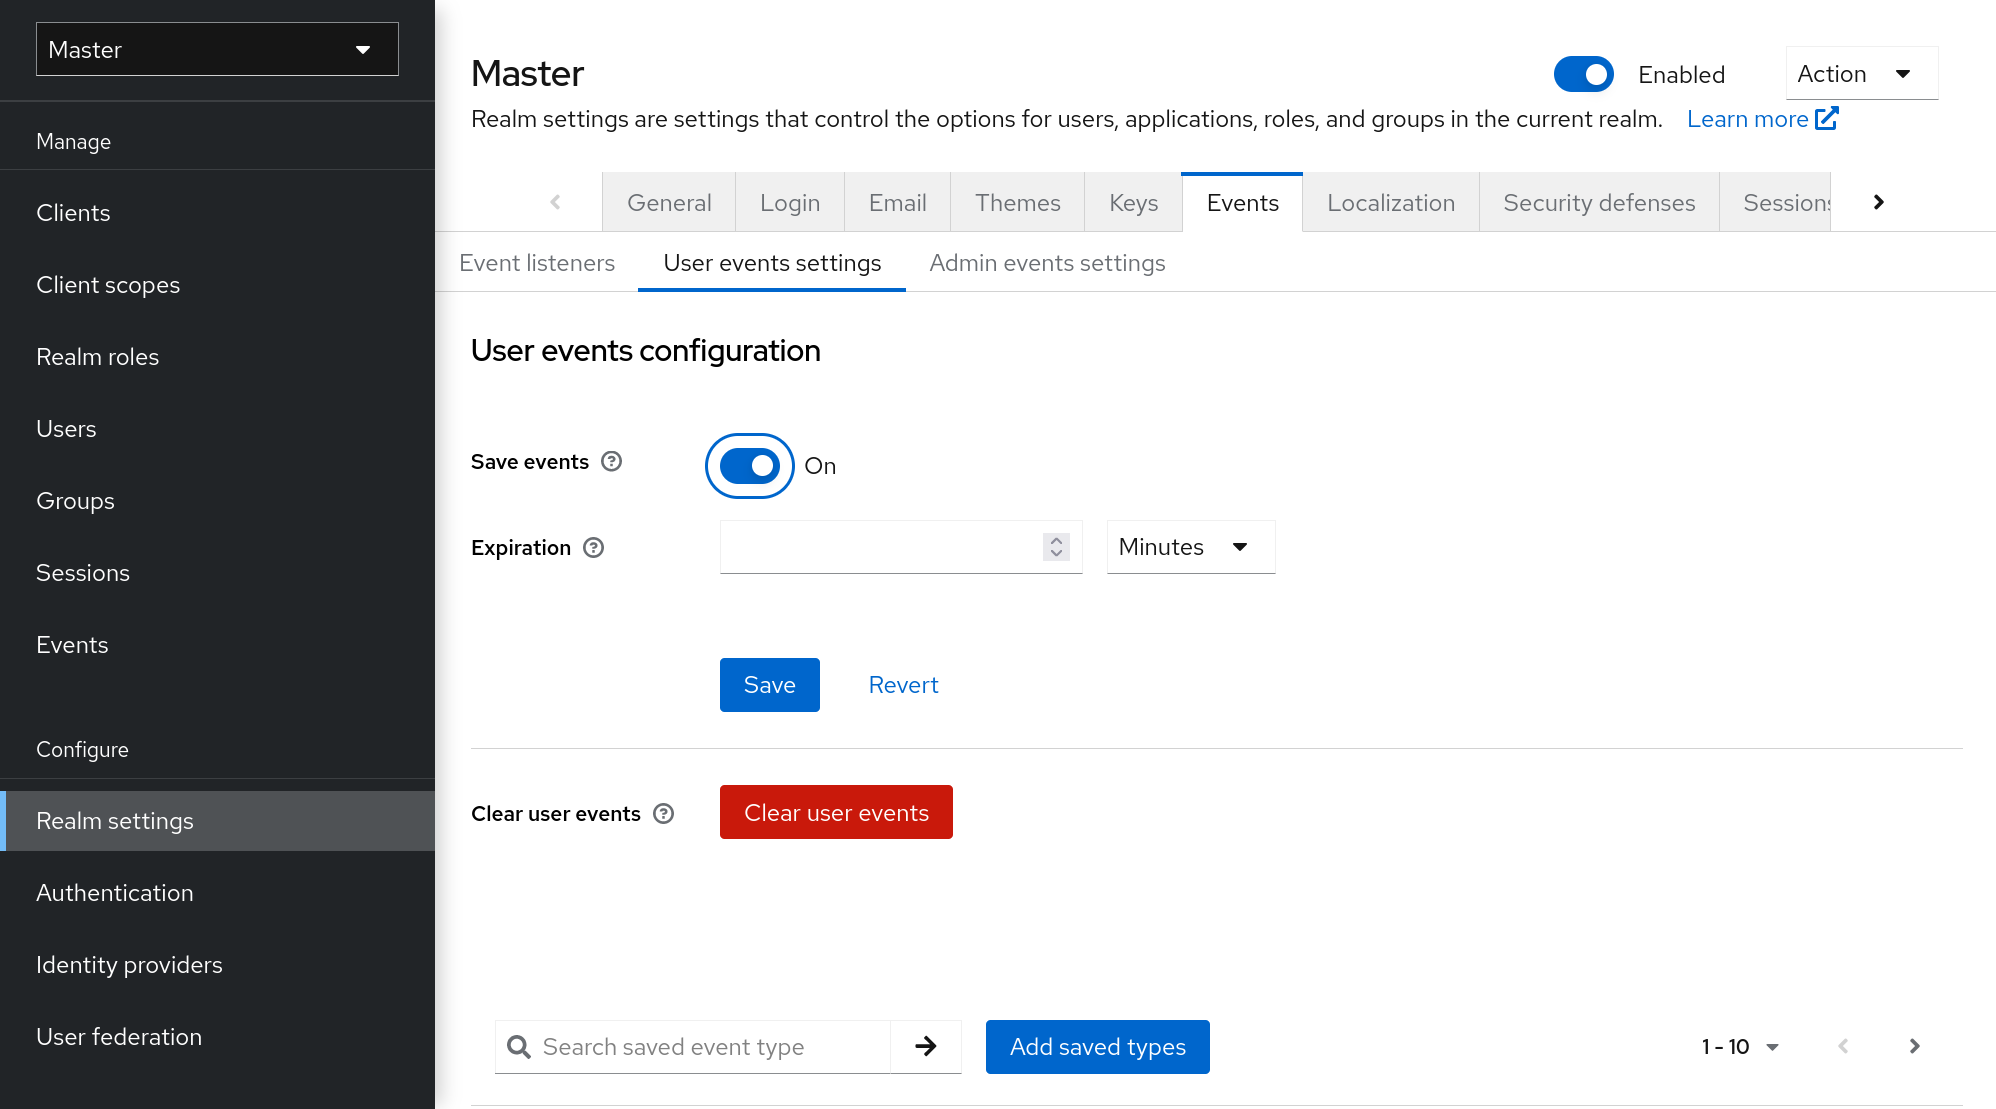 Master
Manage
Clients
Client scopes
Realm roles
Users
Groups
Sessions
Events
Configure
Realm settings
Authentication
Identity providers
User federation
Master
Enabled
Action
Realm settings are settings that control the options for users, applications, roles, and groups in the current realm. Learn more
General Login Email Themes Keys Events Localization Security defenses Sessions
Event listeners User events settings Admin events settings
User events configuration
Save events On
Expiration Minutes
Save Revert
Clear user events Clear user events
Search saved event type Add saved types 1 - 10